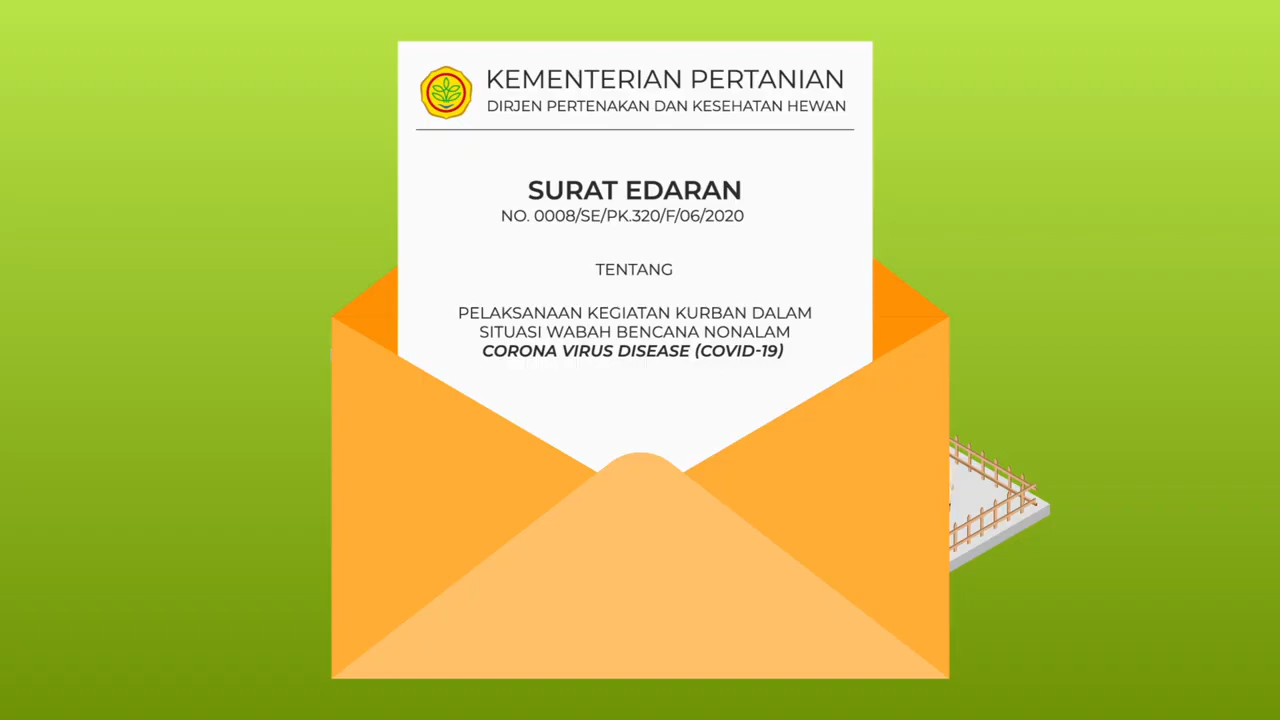 KEMENTERIAN PERTANIAN
DIRJEN PERTENAKAN DAN KESEHATAN HEWAN
SURAT EDARAN
NO. 0008/SE/PK.320/F/06/2020
TENTANG
PELAKSANAAN KEGIATAN KURBAN DALAM
SITUASI WABAH BENCANA NONALAM
CORONA VIRUS DISEASE (COVID-19)